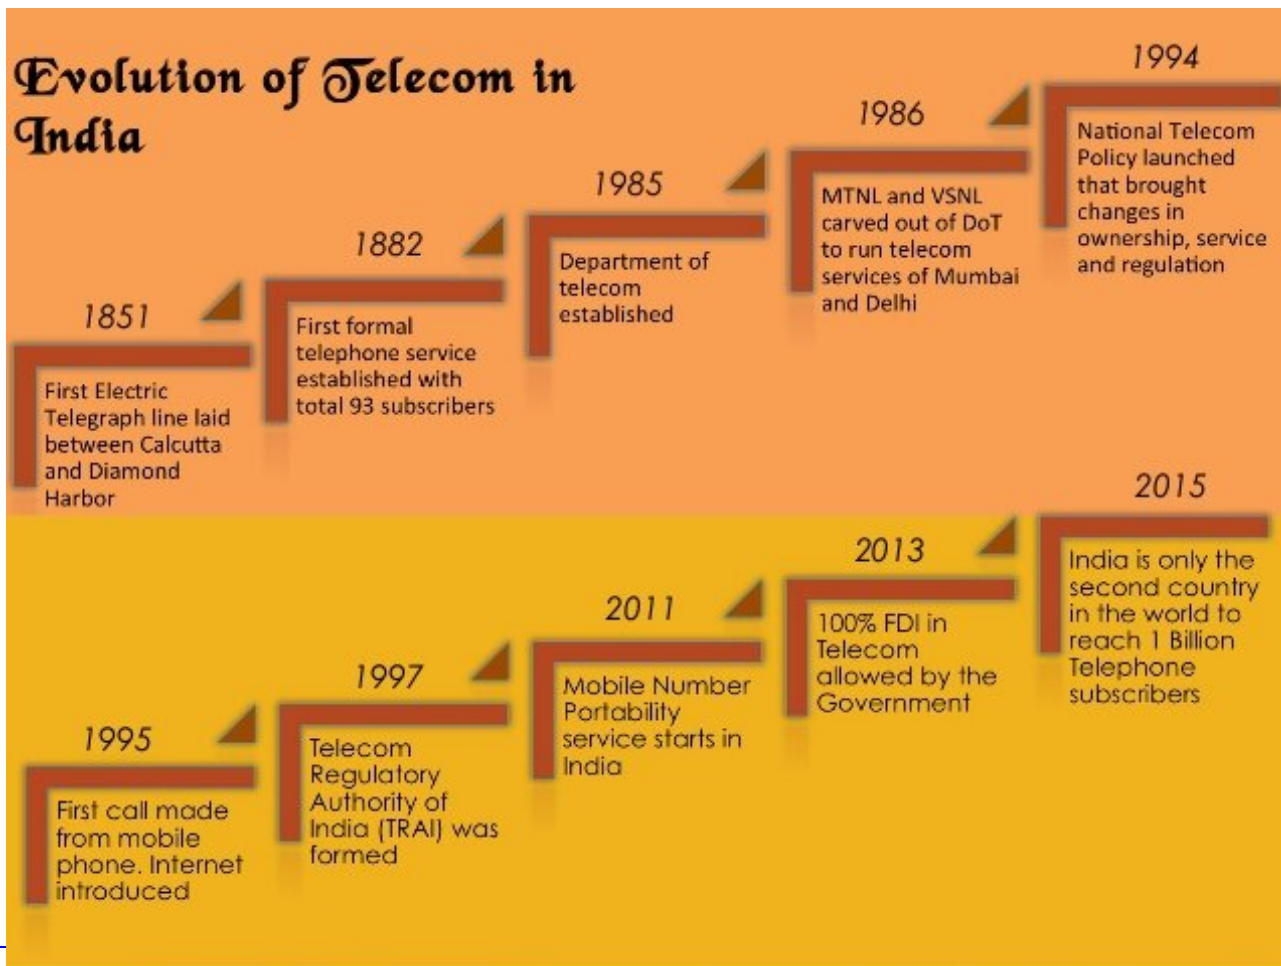 Evolution of Telecom in
India
1851
First Electric
Telegraph line laid
between Calcutta
and Diamond
Harbor
1882
First formal
telephone service
established with
total 93 subscribers
1985
Department of
telecom
established
1986
MTNL and VSNL
carved out of DoT
to run telecom
services of Mumbai
and Delhi
1994
National Telecom
Policy launched
that brought
changes in
ownership, service
and regulation
1995
First call made
from mobile
phone. Internet
introduced
1997
Telecom
Regulatory
Authority of
India (TRAI) was
formed
2011
Mobile Number
Portability
service starts in
India
2013
100% FDI in
Telecom
allowed by the
Government
2015
India is only the
second country
in the world to
reach 1 Billion
Telephone
subscribers